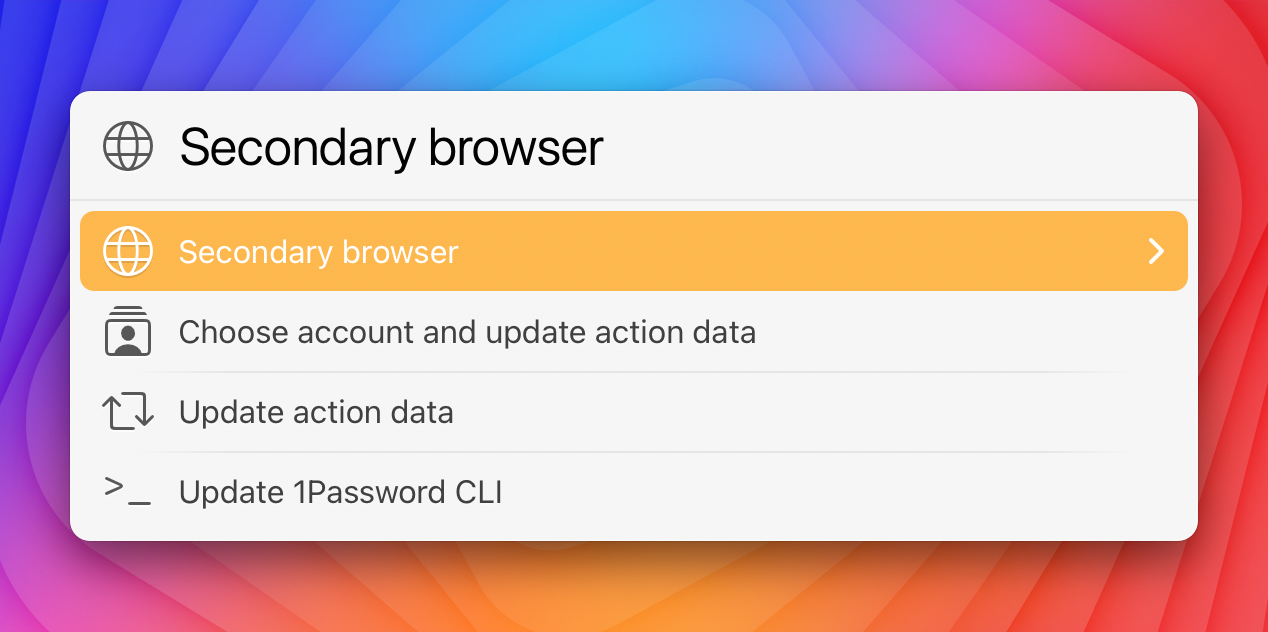 Secondary browser
Secondary browser
Choose account and update action data
Update action data
Update 1Password CLI